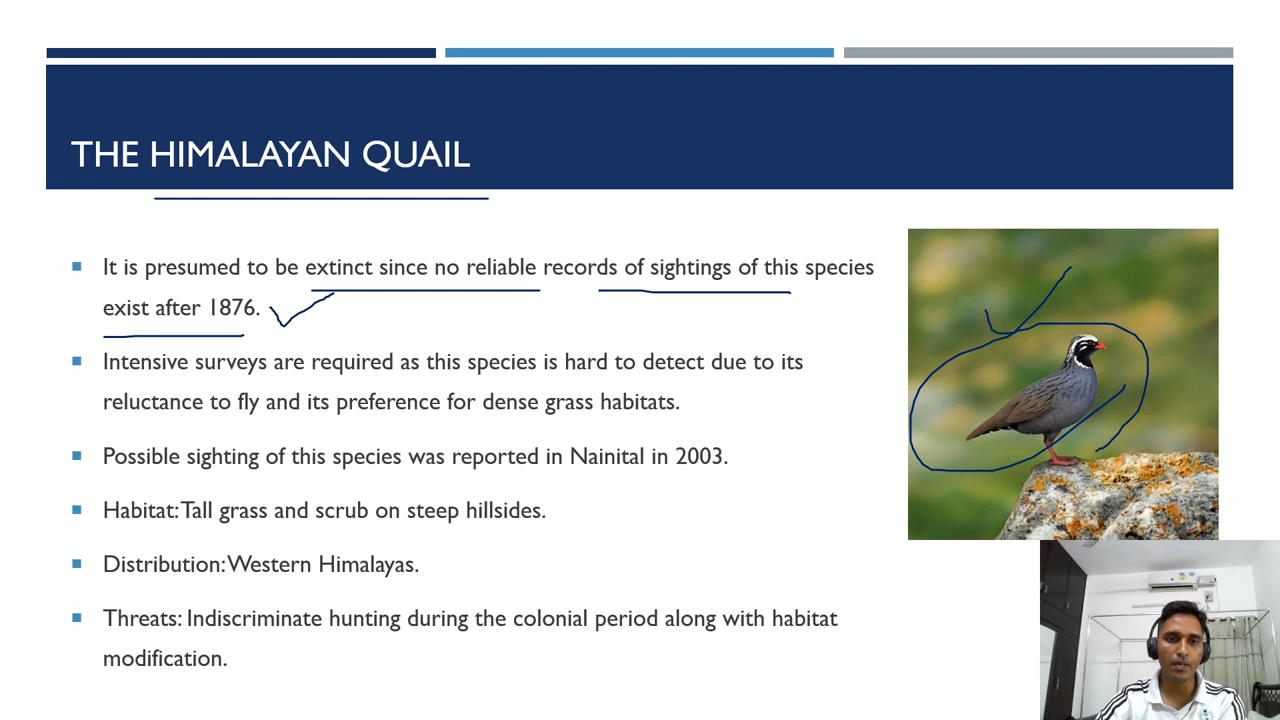 THE HIMALAYAN QUAIL
It is presumed to be extinct since no reliable records of sightings of this species
exist after 1876.
Intensive surveys are required as this species is hard to detect due to its
reluctance to fly and its preference for dense grass habitats.
Possible sighting of this species was reported in Nainital in 2003.
Habitat: Tall grass and scrub on steep hillsides.
Distribution: Western Himalayas.
Threats: Indiscriminate hunting during the colonial period along with habitat
modification.